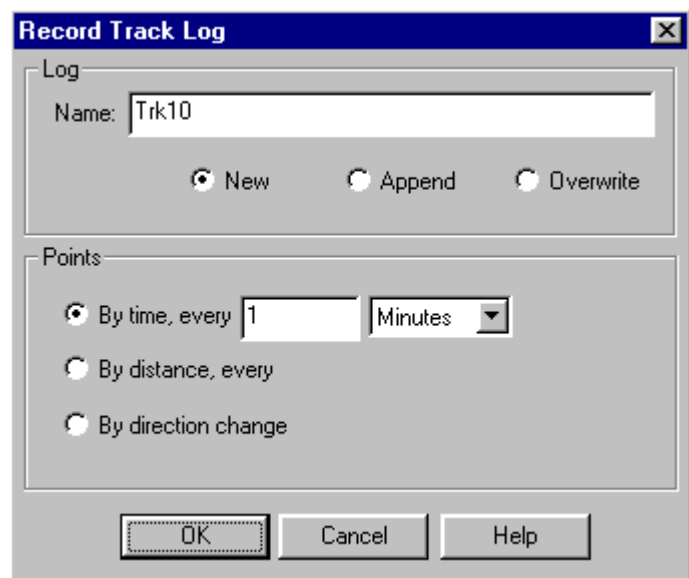 Record Track Log
Log
Name: Trk10
New Append Overwrite
Points
By time, every 1 Minutes
By distance, every
By direction change
OK Cancel Help